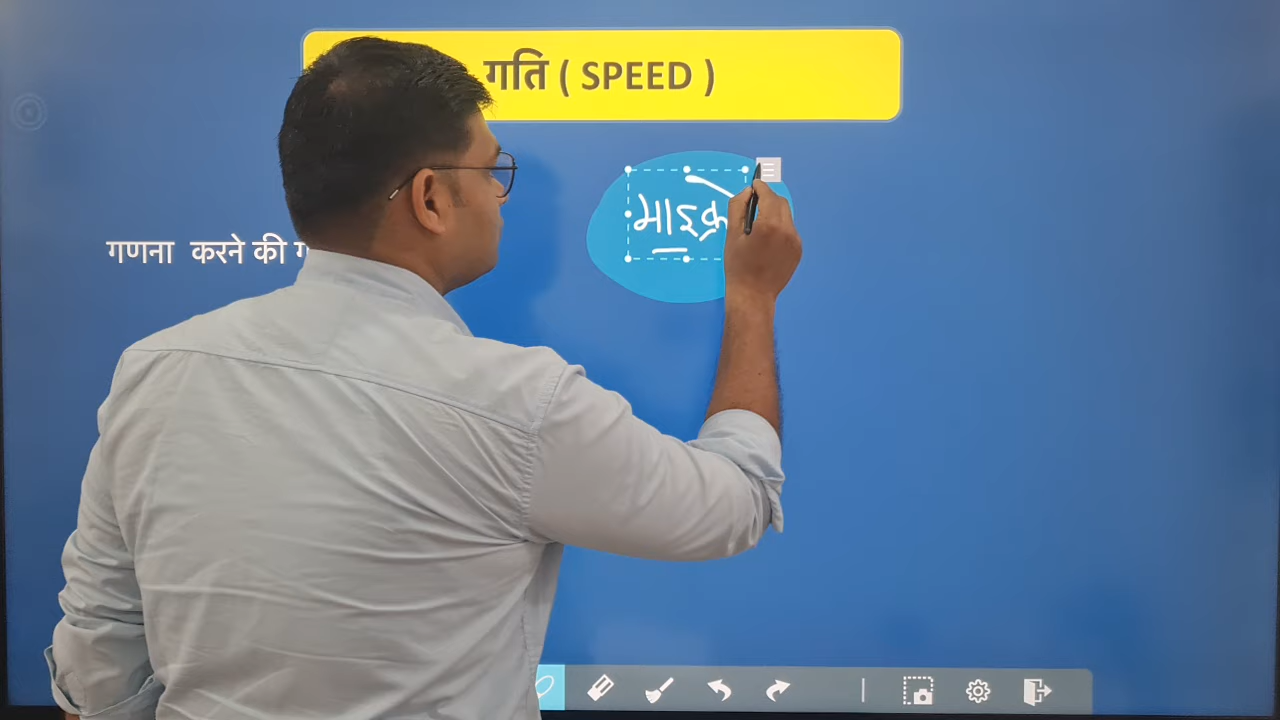 गति ( SPEED )
माइक्रो
गणना करने की